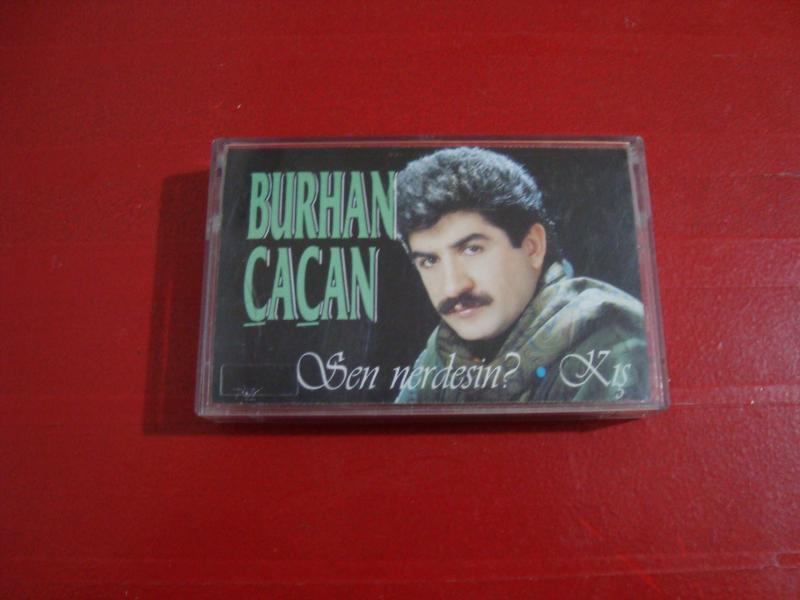 BURHAN
ÇAÇAN
Sen nerdesin? • Kış